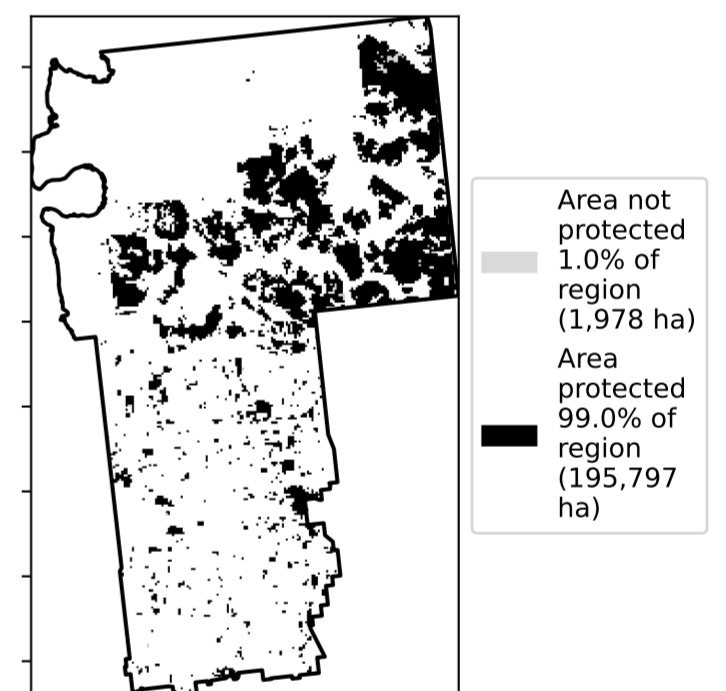 Area not
protected
1.0% of
region
(1,978 ha)
Area
protected
99.0% of
region
(195,797
ha)